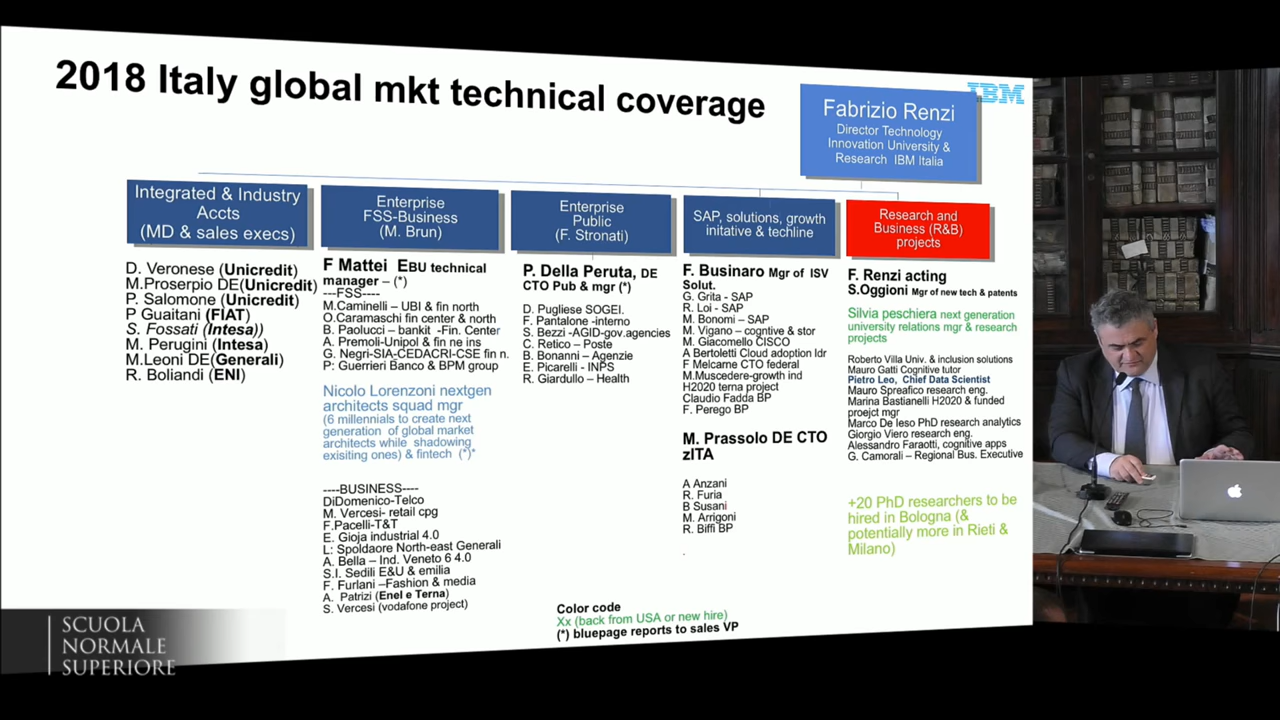 2018 Italy global mkt technical coverage
IBM
Fabrizio Renzi
Director Technology
Innovation University &
Research IBM Italia
Integrated & Industry
Accts
(MD & sales execs)
D. Veronese (Unicredit)
M.Proserpio DE(Unicredit)
P. Salomone (Unicredit)
P Guaitani (FIAT)
S. Fossati (Intesa))
M. Perugini (Intesa)
M.Leoni DE(Generali)
R. Boliandi (ENI)
Enterprise
FSS-Business
(M. Brun)
F Mattei EBU technical
manager – (*)
---FSS----
M.Caminelli – UBI & fin north
O.Caramaschi fin center & north
B. Paolucci – bankit -Fin. Center
A. Premoli-Unipol & fin ne ins
G. Negri-SIA-CEDACRI-CSE fin n.
P: Guerrieri Banco & BPM group
Nicolo Lorenzoni nextgen
architects squad mgr
(6 millennials to create next
generation of global market
architects while shadowing
exisiting ones) & fintech (*)*
----BUSINESS----
DiDomenico-Telco
M. Vercesi- retail cpg
F.Pacelli-T&T
E. Gioja industrial 4.0
L: Spoldaore North-east Generali
A. Bella – Ind. Veneto 6 4.0
S.I. Sedili E&U & emilia
F. Furlani –Fashion & media
A. Patrizi (Enel e Terna)
S. Vercesi (vodafone project)
Enterprise
Public
(F. Stronati)
P. Della Peruta, DE
CTO Pub & mgr (*)
D. Pugliese SOGEI.
F. Pantalone -interno
S. Bezzi -AGID-gov.agencies
C. Retico – Poste
B. Bonanni – Agenzie
E. Picarelli - INPS
R. Giardullo – Health
SAP, solutions, growth
initative & techline
F. Businaro Mgr of ISV
Solut.
G. Grita - SAP
R. Loi - SAP
M. Bonomi – SAP
M. Vigano – cogntive & stor
M. Giacomello CISCO
A Bertoletti Cloud adoption ldr
F Melcarne CTO federal
M.Muscedere-growth ind
H2020 terna project
Claudio Fadda BP
F. Perego BP
M. Prassolo DE CTO
zITA
A Anzani
R. Furia
B Susani
M. Arrigoni
R. Biffi BP
.
Research and
Business (R&B)
projects
F. Renzi acting
S.Oggioni Mgr of new tech & patents
Silvia peschiera next generation
university relations mgr & research
projects
Roberto Villa Univ. & inclusion solutions
Mauro Gatti Cognitive tutor
Pietro Leo, Chief Data Scientist
Mauro Spreafico research eng.
Marina Bastianelli H2020 & funded
proejct mgr
Marco De Ieso PhD research analytics
Giorgio Viero research eng.
Alessandro Faraotti, cognitive apps
G. Camorali – Regional Bus. Executive
+20 PhD researchers to be
hired in Bologna (&
potentially more in Rieti &
Milano)
Color code
Xx (back from USA or new hire)
(*) bluepage reports to sales VP
SCUOLA
NORMALE
SUPERIORE